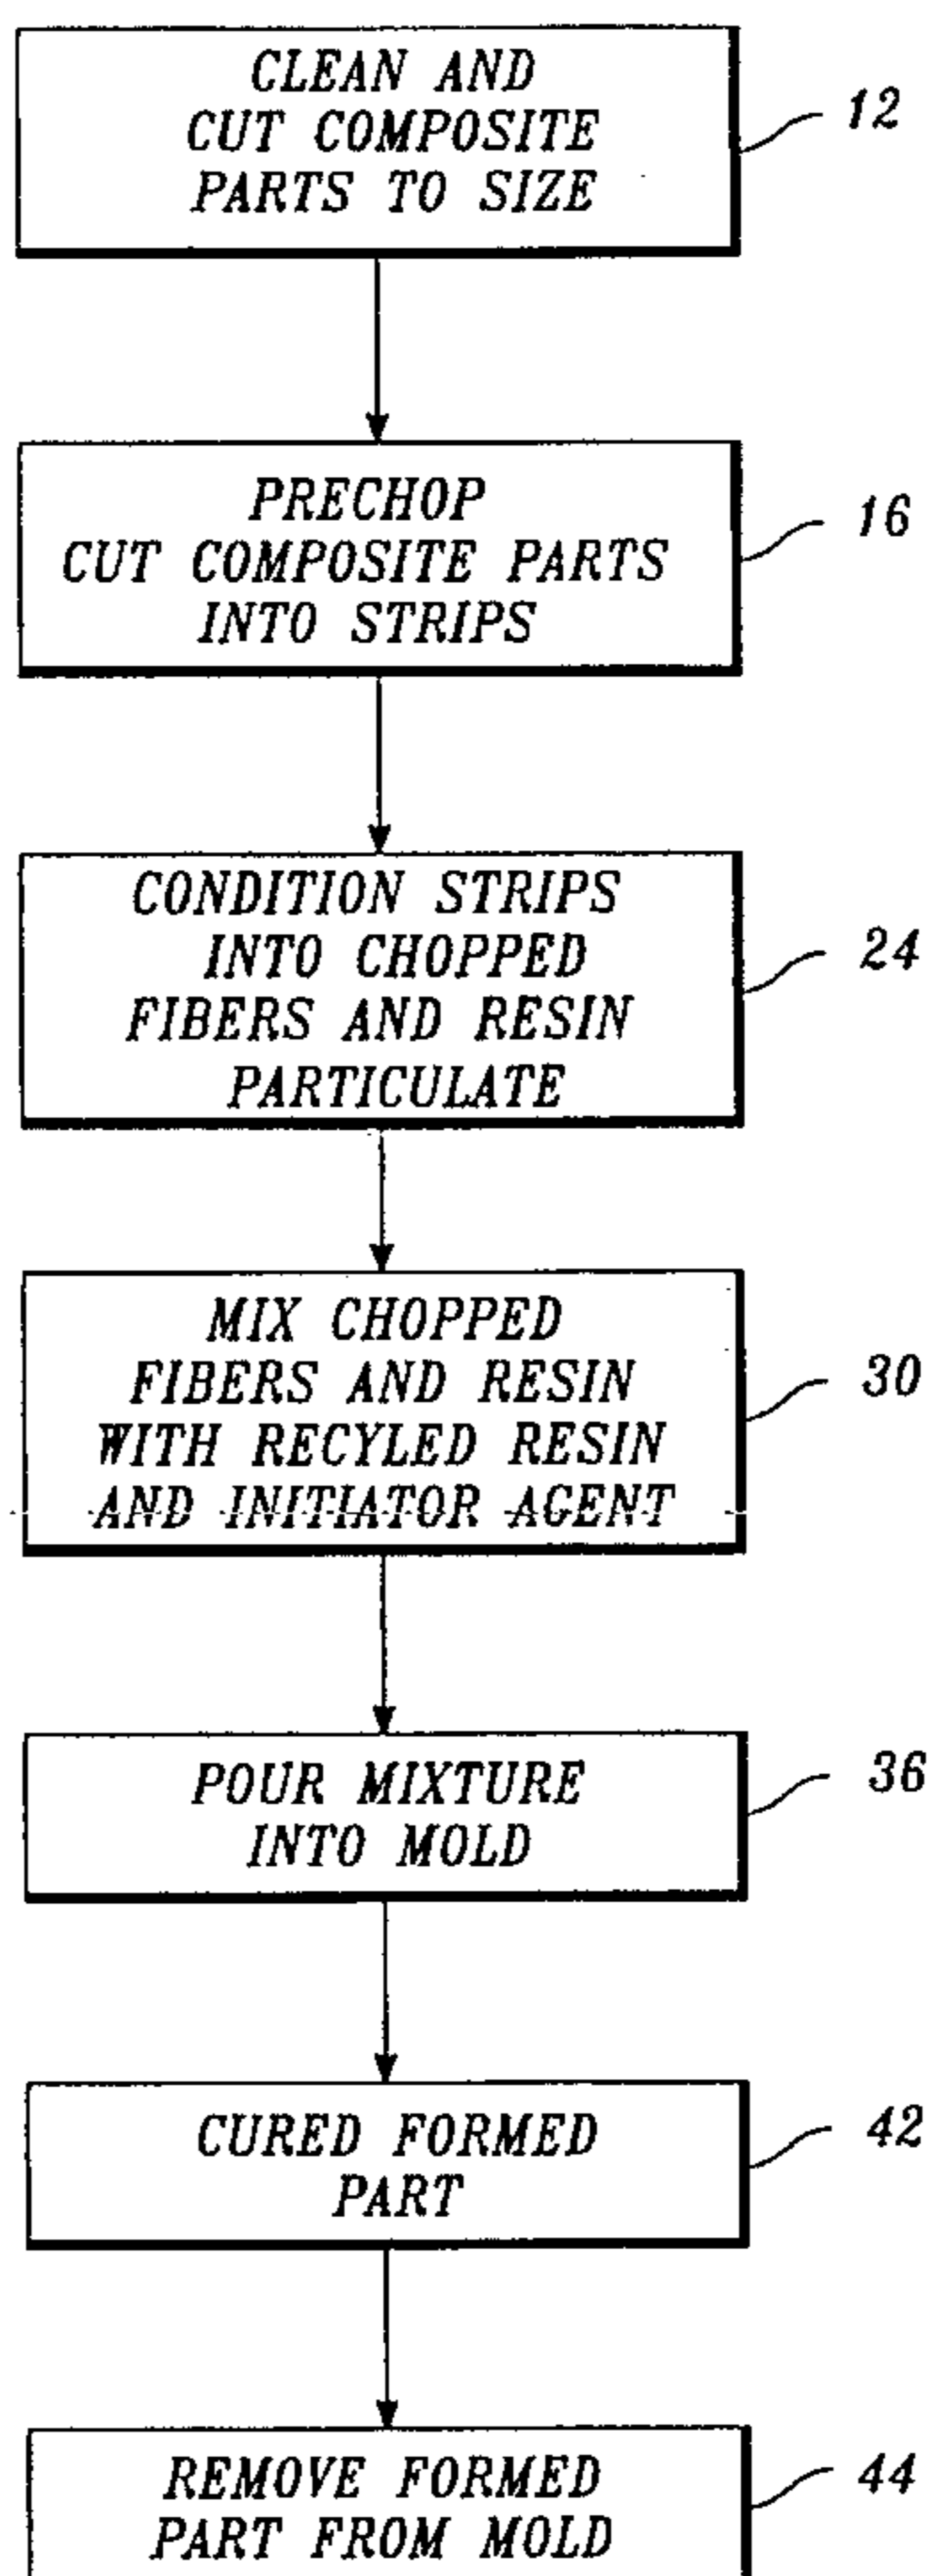 CLEAN AND
CUT COMPOSITE
PARTS TO SIZE
12
PRECHOP
CUT COMPOSITE PARTS
INTO STRIPS
16
CONDITION STRIPS
INTO CHOPPED
FIBERS AND RESIN
PARTICULATE
24
MIX CHOPPED
FIBERS AND RESIN
WITH RECYLED RESIN
AND INITIATOR AGENT
30
POUR MIXTURE
INTO MOLD
36
CURED FORMED
PART
42
REMOVE FORMED
PART FROM MOLD
44